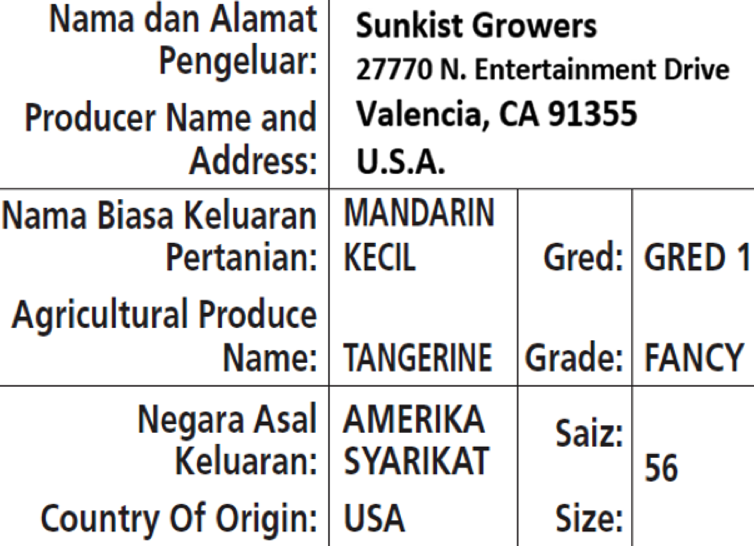 Nama dan Alamat
Pengeluar:
Producer Name and
Address:
Sunkist Growers
27770 N. Entertainment Drive
Valencia, CA 91355
U.S.A.
Nama Biasa Keluaran
Pertanian:
Agricultural Produce
Name:
MANDARIN
KECIL
TANGERINE
Gred:
Grade:
GRED 1
FANCY
Negara Asal
Keluaran:
Country Of Origin:
AMERIKA
SYARIKAT
USA
Saiz:
Size:
56